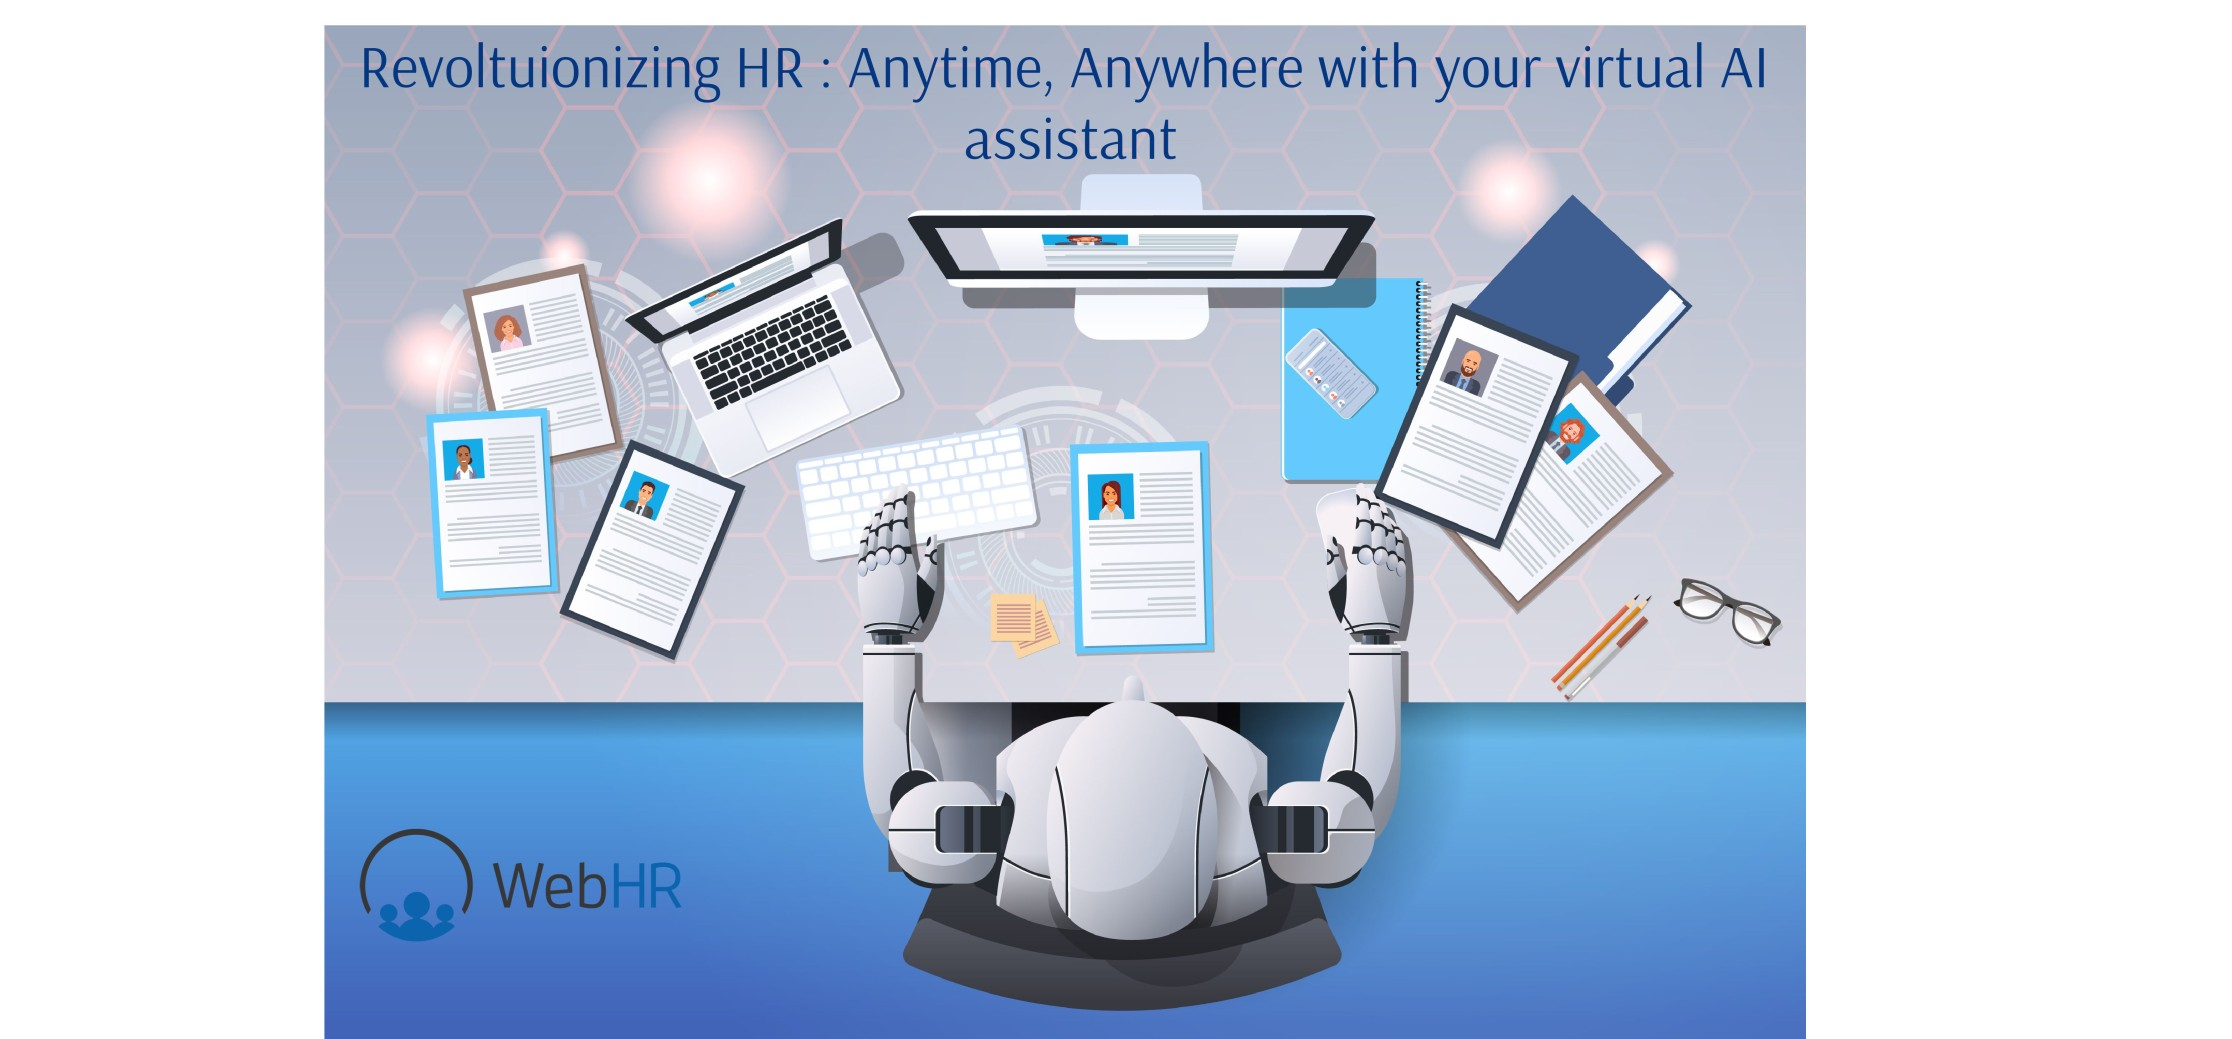 Revoltuionizing HR : Anytime, Anywhere with your virtual AI
assistant
WebHR